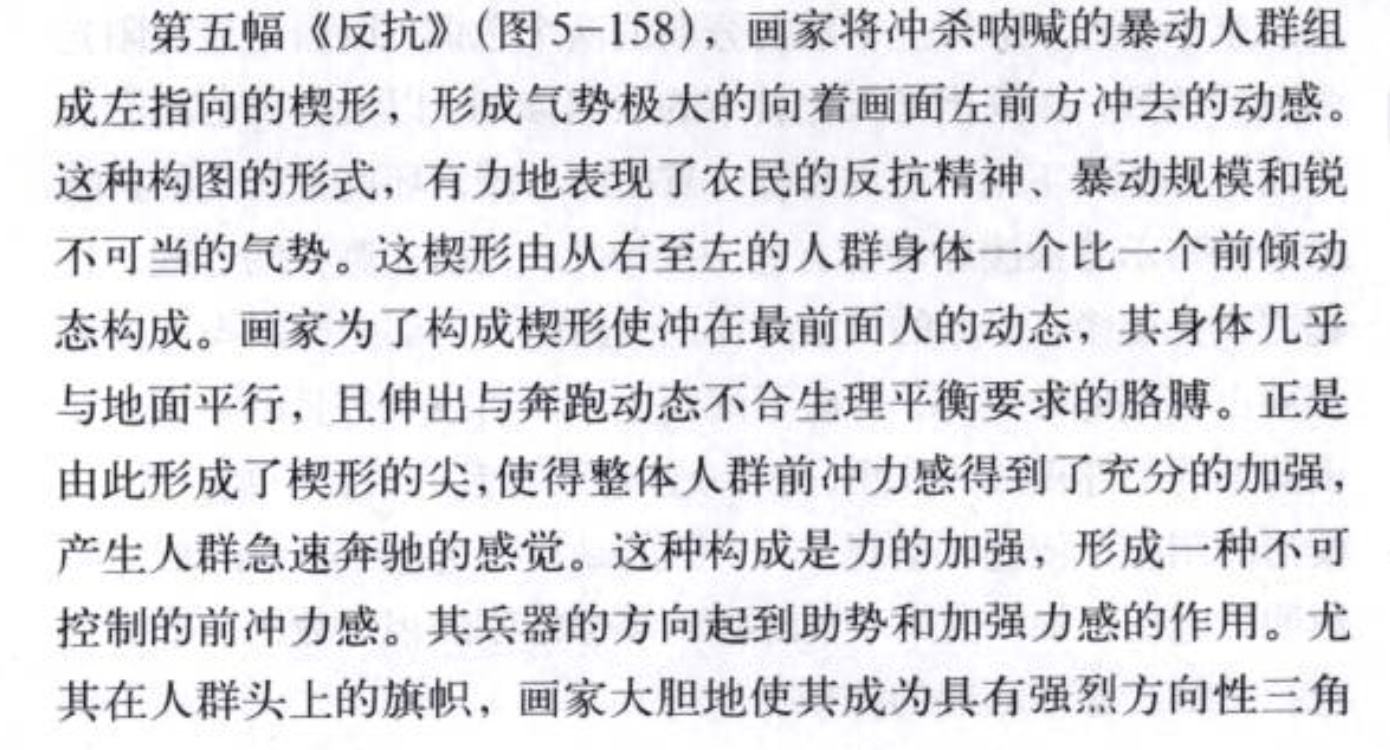 第五幅《反抗》(图5-158)，画家将冲杀呐喊的暴动人群组
成左指向的楔形，形成气势极大的向着画面左前方冲去的动感。
这种构图的形式，有力地表现了农民的反抗精神、暴动规模和锐
不可当的气势。这楔形由从右至左的人群身体一个比一个前倾动
态构成。画家为了构成楔形使冲在最前面人的动态，其身体几乎
与地面平行，且伸出与奔跑动态不合生理平衡要求的胳膊。正是
由此形成了楔形的尖,使得整体人群前冲力感得到了充分的加强，
产生人群急速奔驰的感觉。这种构成是力的加强，形成一种不可
控制的前冲力感。其兵器的方向起到助势和加强力感的作用。尤
其在人群头上的旗帜，画家大胆地使其成为具有强烈方向性三角